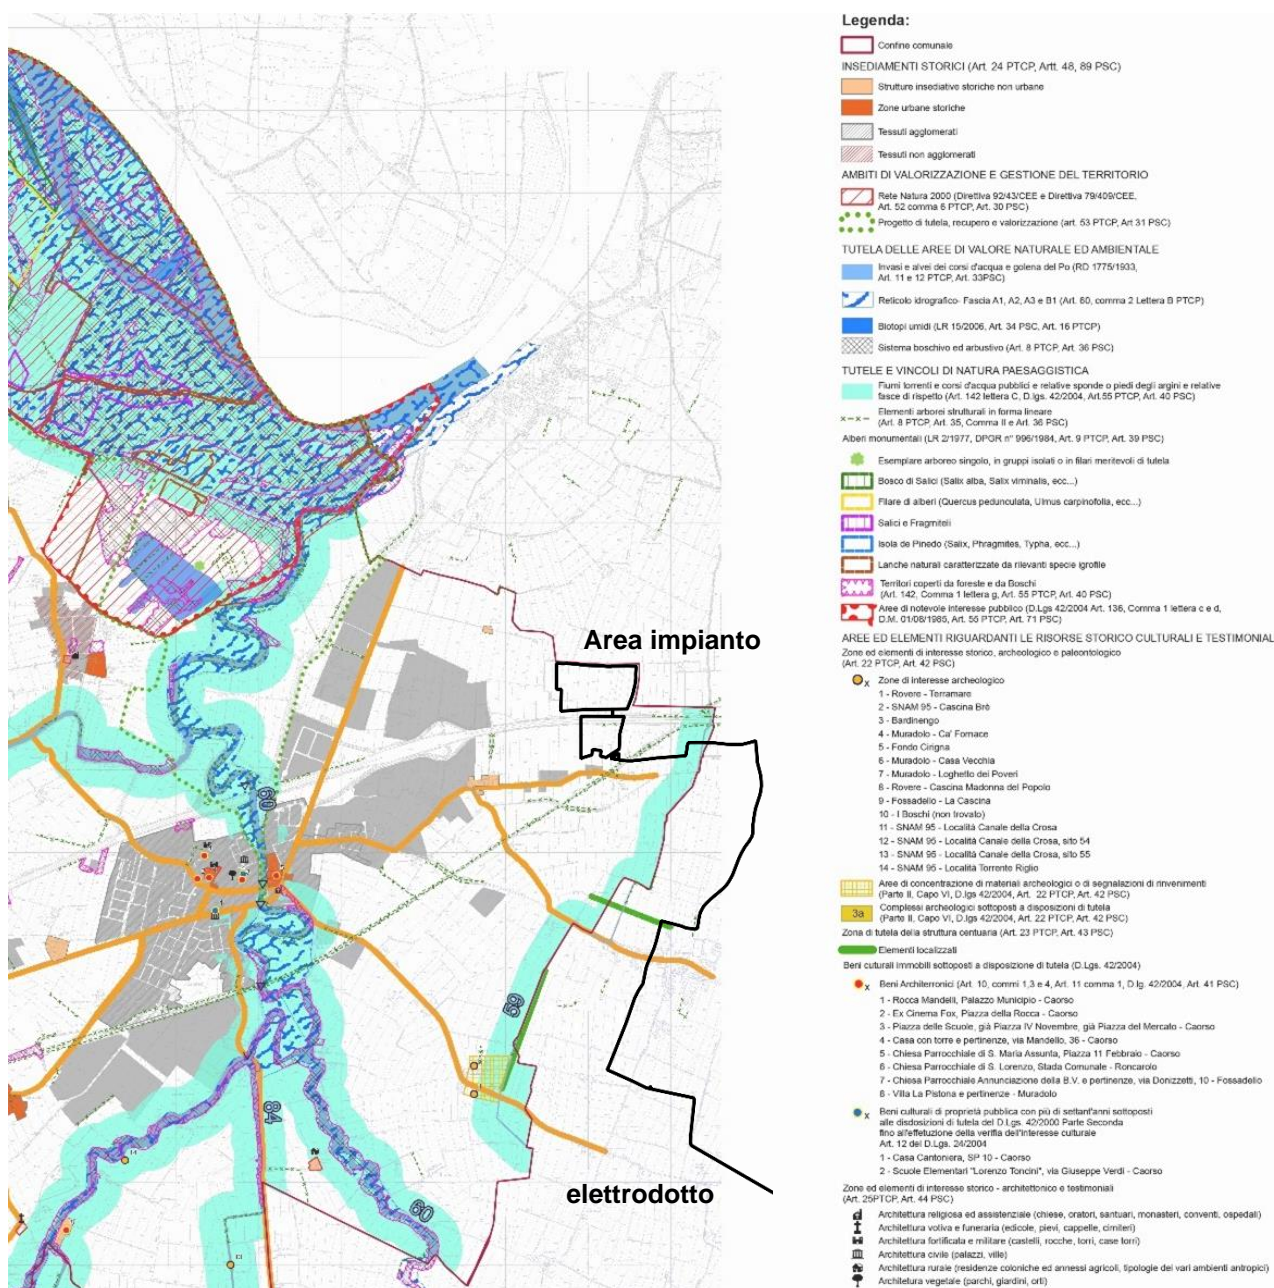 Legenda:
Confine comunale
INSEDIAMENTI STORICI (Art. 24 PTCP, Artt. 48, 89 PSC)
Strutture insediative storiche non urbane
Zone urbane storiche
Tessuti agglomerati
Tessuti non agglomerati
AMBITI DI VALORIZZAZIONE E GESTIONE DEL TERRITORIO
Rete Natura 2000 (Direttiva 92/43/CEE e Direttiva 79/409/CEE,
Art. 52 comma 6 PTCP, Art. 30 PSC)
Progetto di tutela, recupero e valorizzazione (art. 53 PTCP, Art 31 PSC)
TUTELA DELLE AREE DI VALORE NATURALE ED AMBIENTALE
Invasi e alvei dei corsi d'acqua e golena del Po (RD 1775/1933,
Art. 11 e 12 PTCP, Art. 33PSC)
Reticolo idrografico- Fascia A1, A2, A3 e B1 (Art. 60, comma 2 Lettera B PTCP)
Biotopi umidi (LR 15/2006, Art. 34 PSC, Art. 16 PTCP)
Sistema boschivo ed arbustivo (Art. 8 PTCP, Art. 36 PSC)
TUTELE E VINCOLI DI NATURA PAESAGGISTICA
Fiumi torrenti e corsi d'acqua pubblici e relative sponde o piedi degli argini e relative
fasce di rispetto (Art. 142 lettera C, D.lgs. 42/2004, Art.55 PTCP, Art. 40 PSC)
Elementi arborei strutturali in forma lineare
(Art. 8 PTCP, Art. 35, Comma II e Art. 36 PSC)
Alberi monumentali (LR 2/1977, DPGR n° 996/1984, Art. 9 PTCP, Art. 39 PSC)
Esemplare arboreo singolo, in gruppi isolati o in filari meritevoli di tutela
Bosco di Salici (Salix alba, Salix viminalis, ecc...)
Filare di alberi (Quercus pedunculata, Ulmus carpinofolia, ecc...)
Salici e Fragmiteti
Isola de Pinedo (Salix, Phragmites, Typha, ecc...)
Lanche naturali caratterizzate da rilevanti specie igrofile
Territori coperti da foreste e da Boschi
(Art. 142, Comma 1 lettera g, Art. 55 PTCP, Art. 40 PSC)
Aree di notevole interesse pubblico (D.Lgs 42/2004 Art. 136, Comma 1 lettera c e d,
D.M. 01/08/1985, Art. 55 PTCP, Art. 71 PSC)
AREE ED ELEMENTI RIGUARDANTI LE RISORSE STORICO CULTURALI E TESTIMONIAL
Zone ed elementi di interesse storico, archeologico e paleontologico
(Art. 22 PTCP, Art. 42 PSC)
x Zone di interesse archeologico
1 - Rovere - Terramare
2 - SNAM 95 - Cascina Brè
3 - Bardinengo
4 - Muradolo - Ca' Fornace
5 - Fondo Cirigna
6 - Muradolo - Casa Vecchia
7 - Muradolo - Loghetto dei Poveri
8 - Rovere - Cascina Madonna del Popolo
9 - Fossadello - La Cascina
10 - I Boschi (non trovato)
11 - SNAM 95 - Località Canale della Crosa
12 - SNAM 95 - Località Canale della Crosa, sito 54
13 - SNAM 95 - Località Canale della Crosa, sito 55
14 - SNAM 95 - Località Torrente Riglio
Aree di concentrazione di materiali archeologici o di segnalazioni di rinvenimenti
(Parte II, Capo VI, D.lgs 42/2004, Art. 22 PTCP, Art. 42 PSC)
3a Complessi archeologici sottoposti a disposizioni di tutela
(Parte II, Capo VI, D.lgs 42/2004, Art. 22 PTCP, Art. 42 PSC)
Zona di tutela della struttura centuaria (Art. 23 PTCP, Art. 43 PSC)
Elementi localizzati
Beni cuturali immobili sottoposti a disposizione di tutela (D.Lgs. 42/2004)
x Beni Architerronici (Art. 10, commi 1,3 e 4, Art. 11 comma 1, D.lg. 42/2004, Art. 41 PSC)
1 - Rocca Mandelli, Palazzo Municipio - Caorso
2 - Ex Cinema Fox, Piazza della Rocca - Caorso
3 - Piazza delle Scuole, già Piazza IV Novembre, già Piazza del Mercato - Caorso
4 - Casa con torre e pertinenze, via Mandello, 36 - Caorso
5 - Chiesa Parrocchiale di S. Maria Assunta, Piazza 11 Febbraio - Caorso
6 - Chiesa Parrocchiale di S. Lorenzo, Stada Comunale - Roncarolo
7 - Chiesa Parrocchiale Annunciazione della B.V. e pertinenze, via Donizzetti, 10 - Fossadello
8 - Villa La Pistona e pertinenze - Muradolo
x Beni culturali di proprietà pubblica con più di settant'anni sottoposti
alle disdosizioni di tutela del D.Lgs. 42/2000 Parte Seconda
fino all'effetuzione della verifia dell'interesse culturale
Art. 12 del D.Lgs. 24/2004
1 - Casa Cantoniera, SP 10 - Caorso
2 - Scuole Elementari "Lorenzo Toncini", via Giuseppe Verdi - Caorso
Zone ed elementi di interesse storico - architettonico e testimoniali
(Art. 25PTCP, Art. 44 PSC)
Architettura religiosa ed assistenziale (chiese, oratori, santuari, monasteri, conventi, ospedali)
Architettura votiva e funeraria (edicole, pievi, cappelle, cimiteri)
Architettura fortificata e militare (castelli, rocche, torri, case torri)
Architettura civile (palazzi, ville)
Architettura rurale (residenze coloniche ed annessi agricoli, tipologie dei vari ambienti antropici)
Architetura vegetale (parchi, giardini, orti)
Area impianto
60
65
84
60
elettrodotto